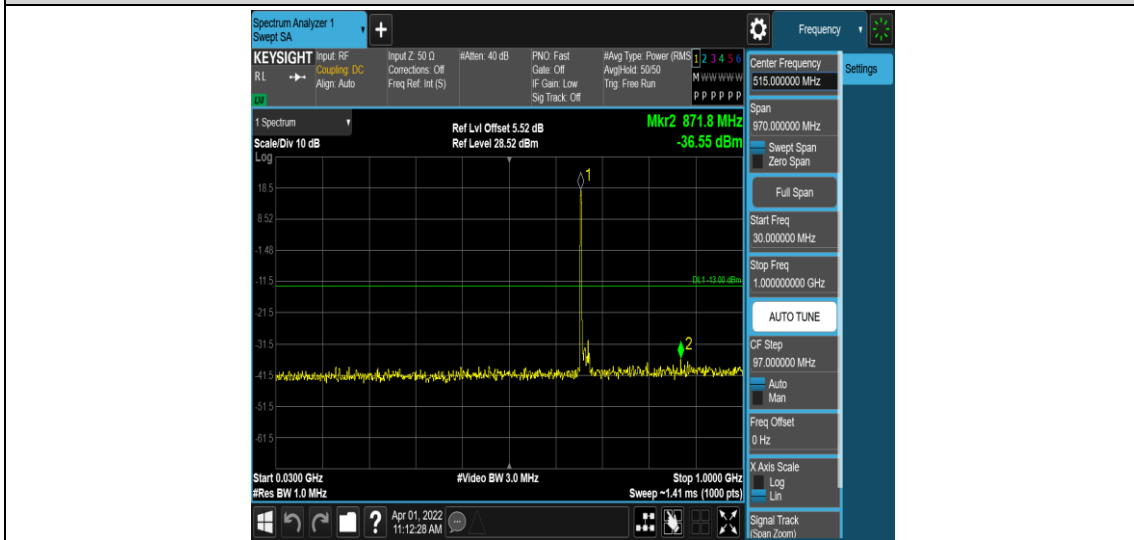 Spectrum Analyzer 1
Swept SA
+
Frequency
KEYSIGHT
RL
LXI
Input: RF
Coupling: DC
Align: Auto
Input Z: 50 Ω
Corrections: Off
Freq Ref: Int (S)
#Atten: 40 dB
PNO: Fast
Gate: Off
IF Gain: Low
Sig Track: Off
#Avg Type: Power (RMS
Avg|Hold: 50/50
Trig: Free Run
1 2 3 4 5 6
M W W W W W
P P P P P P
1 Spectrum
Scale/Div 10 dB
Log
Ref Lvl Offset 5.52 dB
Ref Level 28.52 dBm
Mkr2 871.8 MHz
-36.55 dBm
1
18.5
8.52
-1.48
-11.5
DL1 -13.00 dBm
-21.5
-31.5
2
-41.5
-51.5
-61.5
Start 0.0300 GHz
#Res BW 1.0 MHz
#Video BW 3.0 MHz
Stop 1.0000 GHz
Sweep ~1.41 ms (1000 pts)
?
Apr 01, 2022
11:12:28 AM
Center Frequency
515.000000 MHz
Settings
Span
970.000000 MHz
Swept Span
Zero Span
Full Span
Start Freq
30.000000 MHz
Stop Freq
1.000000000 GHz
AUTO TUNE
CF Step
97.000000 MHz
Auto
Man
Freq Offset
0 Hz
X Axis Scale
Log
Lin
Signal Track
(Span Zoom)